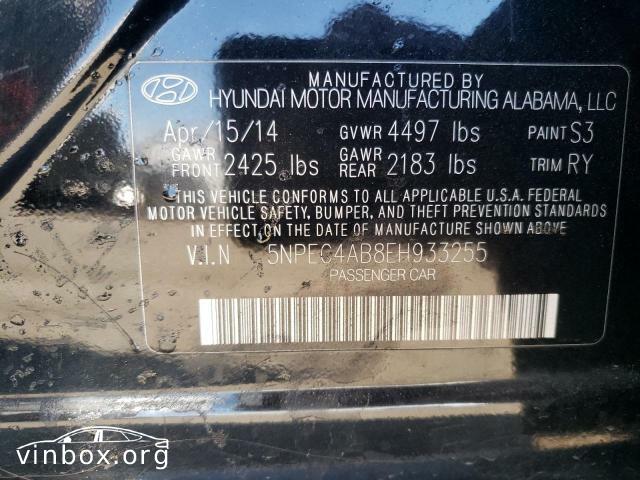 MANUFACTURED BY
HYUNDAI MOTOR MANUFACTURING ALABAMA, LLC
Apr/15/14 GVWR 4497 lbs PAINT S3
GAWR FRONT 2425 lbs GAWR REAR 2183 lbs TRIM RY
THIS VEHICLE CONFORMS TO ALL APPLICABLE U.S.A. FEDERAL
MOTOR VEHICLE SAFETY, BUMPER, AND THEFT PREVENTION STANDARDS
IN EFFECT ON THE DATE OF MANUFACTURE SHOWN ABOVE
V.I.N 5NPEC4AB8EH933255
PASSENGER CAR
vinbox.org